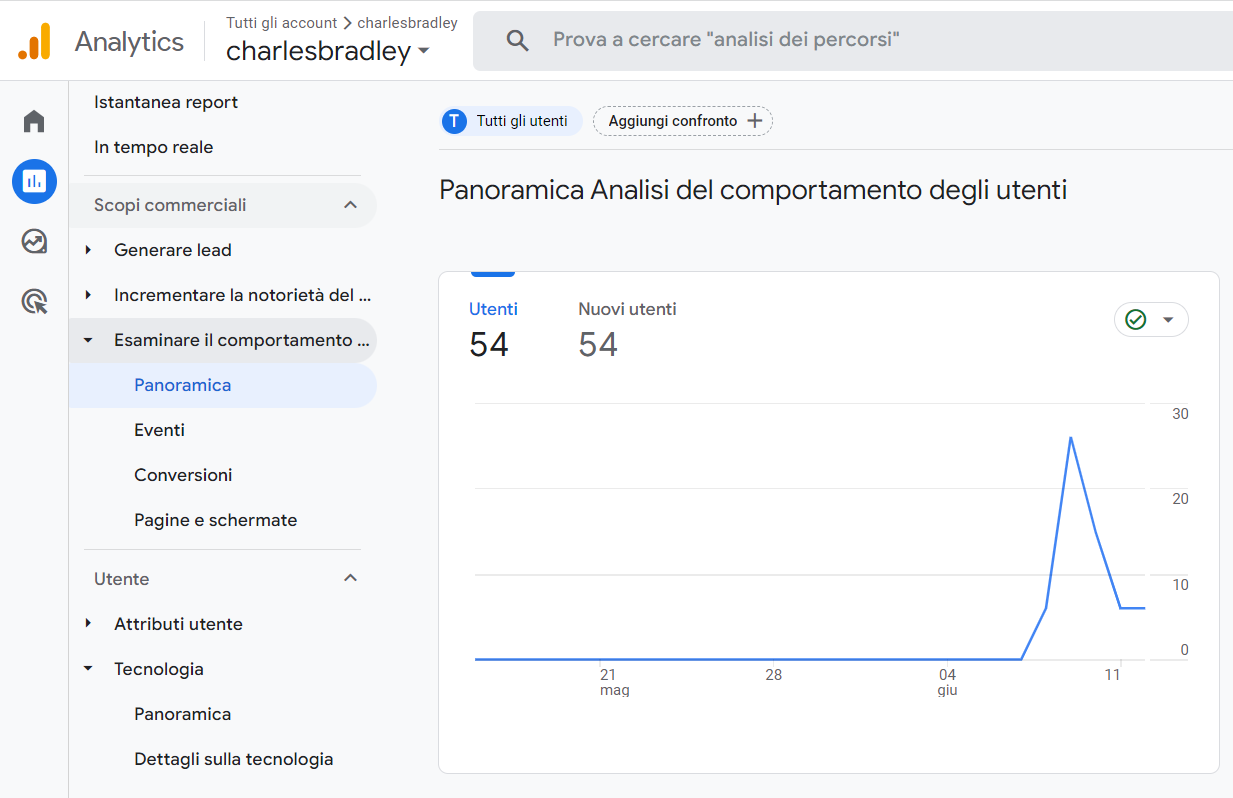 Analytics
Tutti gli account > charlesbradley
charlesbradley
Prova a cercare "analisi dei percorsi"
Istantanea report
In tempo reale
Scopi commerciali
Generare lead
Incrementare la notorietà del ...
Esaminare il comportamento ...
Panoramica
Eventi
Conversioni
Pagine e schermate
Utente
Attributi utente
Tecnologia
Panoramica
Dettagli sulla tecnologia
T Tutti gli utenti
Aggiungi confronto +
Panoramica Analisi del comportamento degli utenti
Utenti
54
Nuovi utenti
54
30
20
10
0
21
mag
28
04
giu
11